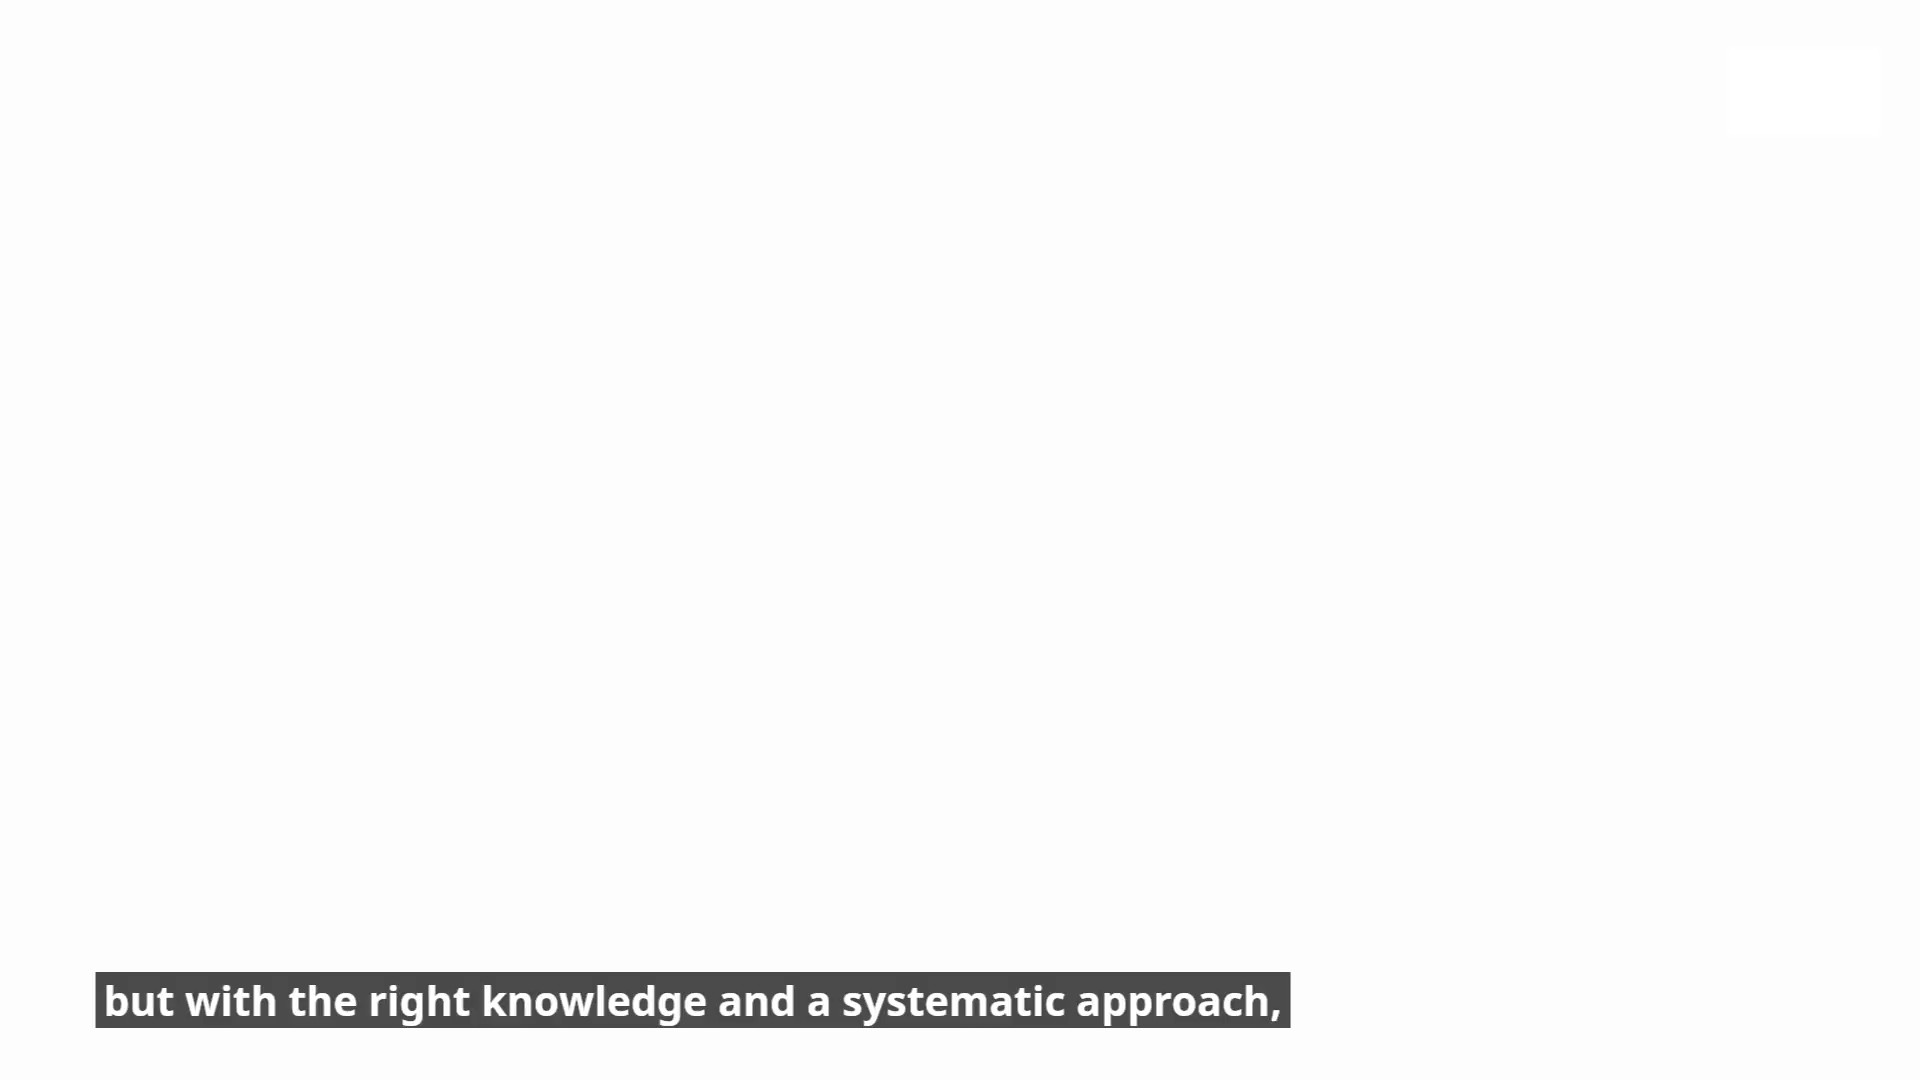 but with the right knowledge and a systematic approach,